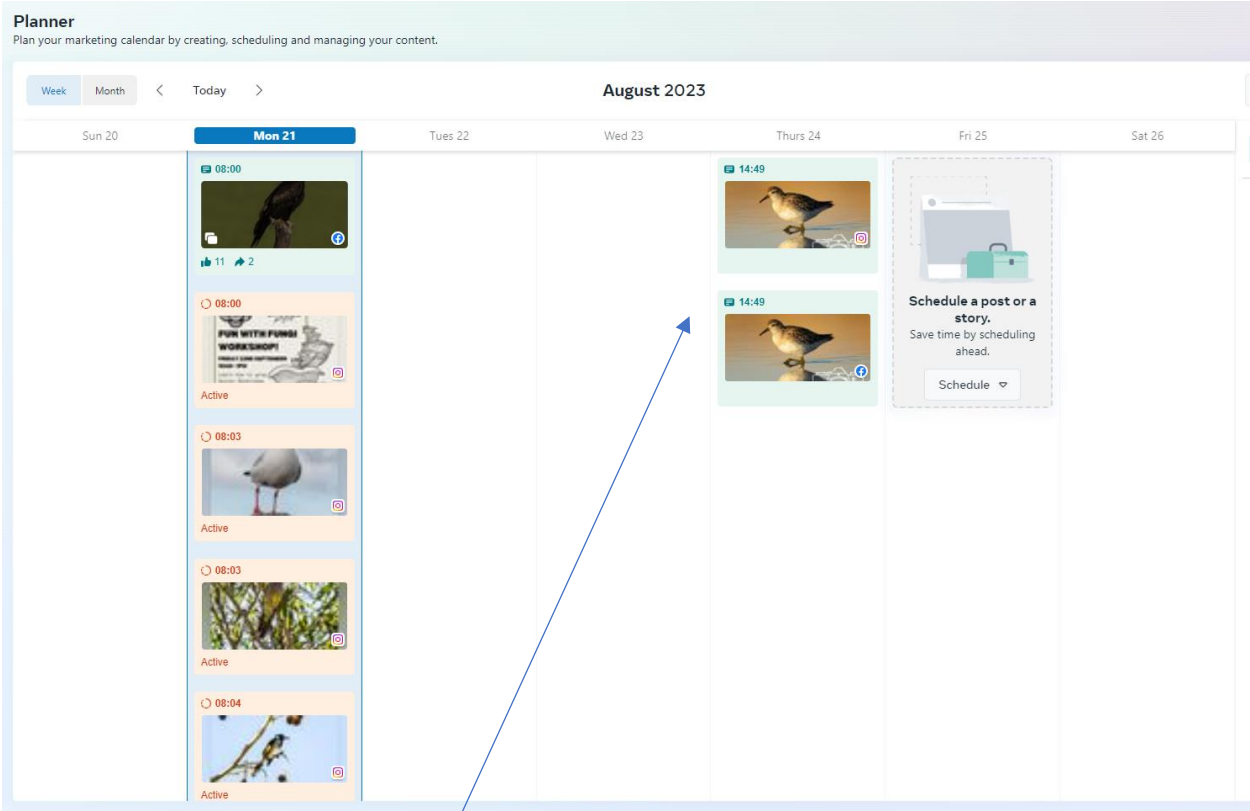 Planner
Plan your marketing calendar by creating, scheduling and managing your content.
Week Month Today August 2023
Sun 20 Mon 21 Tues 22 Wed 23 Thurs 24 Fri 25 Sat 26
08:00
11 2
08:00
FUN WITH FUNGI
WORKSHOP!
Active
08:03
Active
08:03
Active
08:04
Active
14:49
14:49
Schedule a post or a
story.
Save time by scheduling
ahead.
Schedule